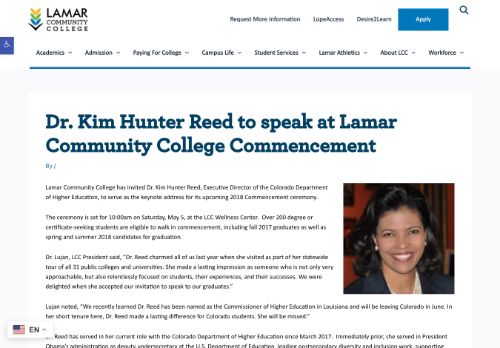 LAMAR
COMMUNITY
COLLEGE
Request More Information LopeAccess Desire2Learn Apply
Academics Admission Paying For College Campus Life Student Services Lamar Athletics About LCC Workforce
Dr. Kim Hunter Reed to speak at Lamar
Community College Commencement
By /
Lamar Community College has invited Dr. Kim Hunter Reed, Executive Director of the Colorado Department
of Higher Education, to serve as the keynote address for its upcoming 2018 Commencement ceremony.
The ceremony is set for 10:00am on Saturday, May 5, at the LCC Wellness Center. Over 200 degree or
certificate-seeking students are eligible to walk in commencement, including fall 2017 graduates as well as
spring and summer 2018 candidates for graduation.
Dr. Lujan, LCC President said, “Dr. Reed charmed all of us last year when she visited as part of her statewide
tour of all 31 public colleges and universities. She made a lasting impression as someone who is not only very
approachable, but also relentlessly focused on students, their experiences, and their successes. We were
delighted when she accepted our invitation to speak to our graduates.”
Lujan noted, “We recently learned Dr. Reed has been named as the Commissioner of Higher Education in Louisiana and will be leaving Colorado in June. In
her short tenure here, Dr. Reed made a lasting difference for Colorado students. She will be missed.”
EN
Reed has served in her current role with the Colorado Department of Higher Education since March 2017. Immediately prior, she served in President
Obama's administration as deputy undersecretary at the U.S. Department of Education, leading postsecondary diversity and inclusion work, supporting